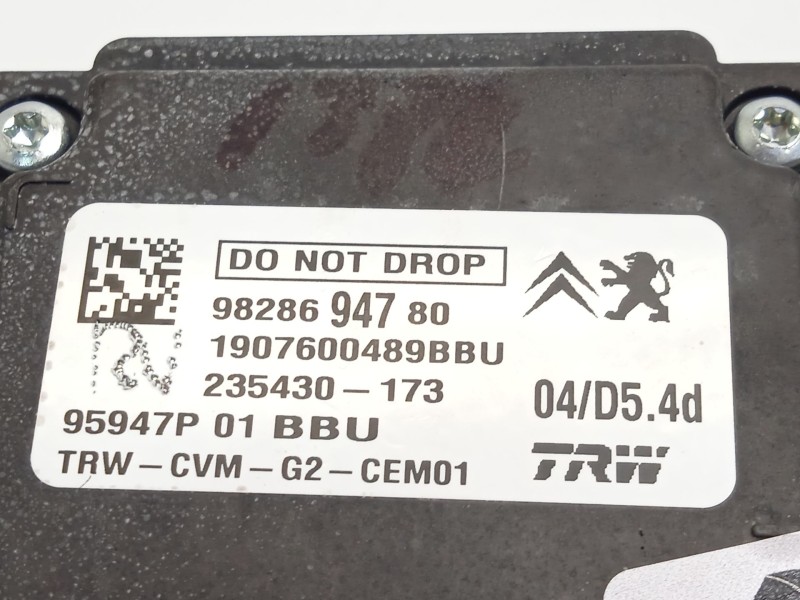 DO NOT DROP
98286 947 80
1907600489BBU
235430-173
04/D5.4d
95947P 01 BBU
TRW-CVM-G2-CEM01
TRW